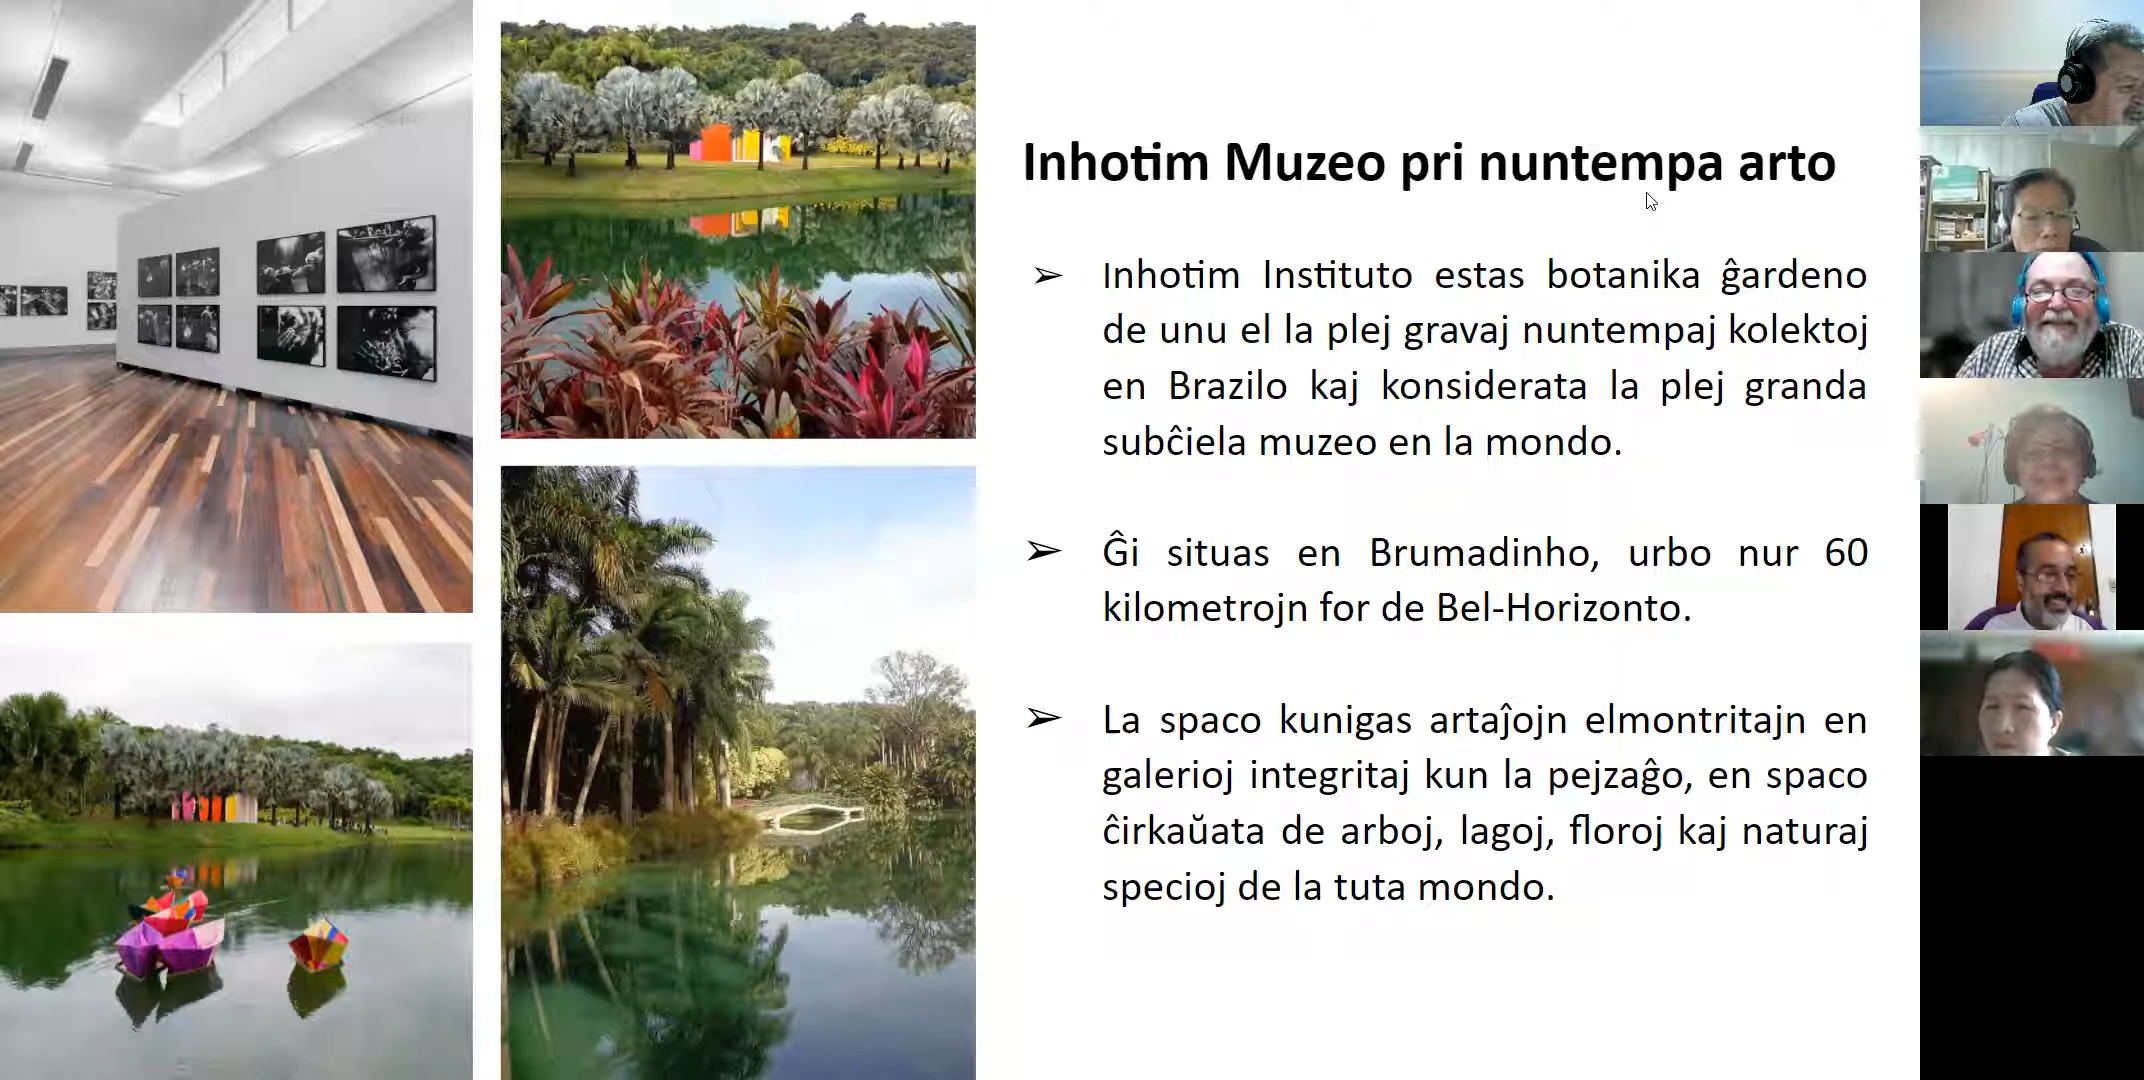 Inhotim Muzeo pri nuntempa arto
➢ Inhotim Instituto estas botanika ĝardeno
de unu el la plej gravaj nuntempaj kolektoj
en Brazilo kaj konsiderata la plej granda
subĉiela muzeo en la mondo.
➢ Ĝi situas en Brumadinho, urbo nur 60
kilometrojn for de Bel-Horizonto.
➢ La spaco kunigas artaĵojn elmontritajn en
galerioj integritaj kun la pejzaĝo, en spaco
ĉirkaŭata de arboj, lagoj, floroj kaj naturaj
specioj de la tuta mondo.